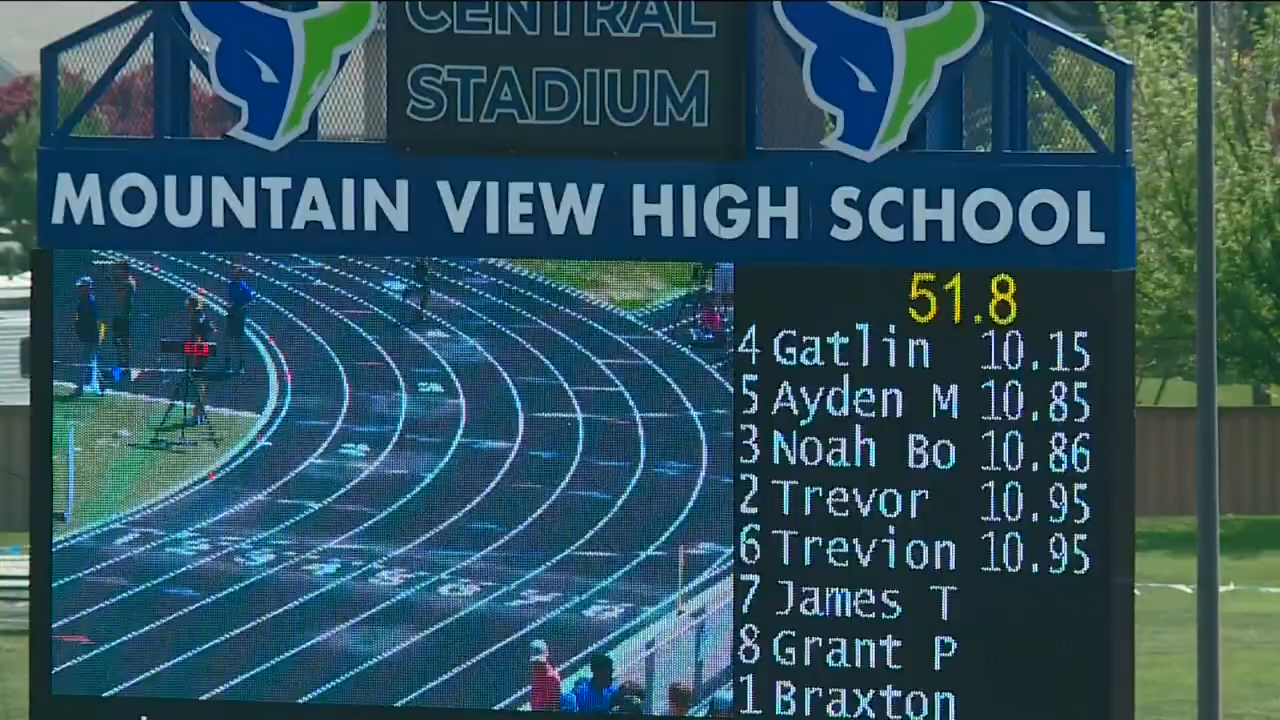 CENTRAL
STADIUM
MOUNTAIN VIEW HIGH SCHOOL
51.8
4 Gatlin 10.15
5 Ayden M 10.85
3 Noah Bo 10.86
2 Trevor 10.95
6 Trevion 10.95
7 James T
8 Grant P
1 Braxton